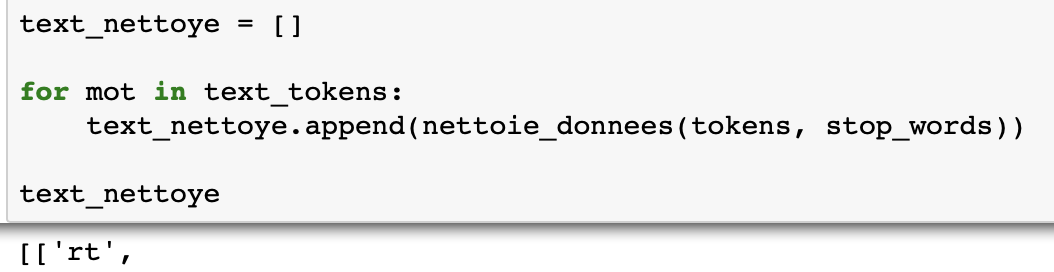 text_nettoye = []
for mot in text_tokens:
    text_nettoye.append(nettoie_donnees(tokens, stop_words))
text_nettoye
[['rt',